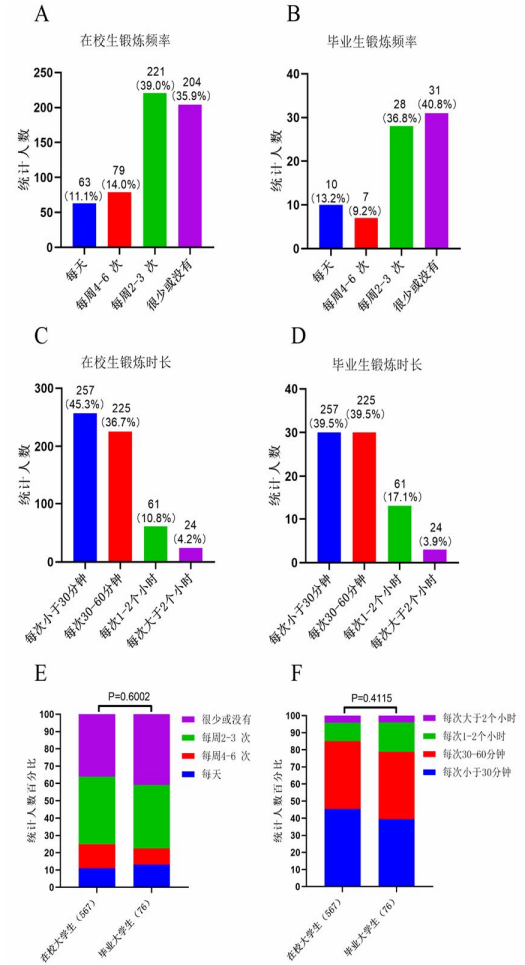 A
在校生锻炼频率
统计人数
250
200
150
100
50
0
63
(11.1%)
79
(14.0%)
221
(39.0%)
204
(35.9%)
每天
每周4-6 次
每周2-3 次
很少或没有
B
毕业生锻炼频率
统计人数
40
30
20
10
0
10
(13.2%)
7
(9.2%)
28
(36.8%)
31
(40.8%)
每天
每周4-6 次
每周2-3 次
很少或没有
C
在校生锻炼时长
统计人数
300
200
100
0
257
(45.3%)
225
(36.7%)
61
(10.8%)
24
(4.2%)
每次小于30分钟
每次30-60分钟
每次1-2个小时
每次大于2个小时
D
毕业生锻炼时长
统计人数
40
30
20
10
0
257
(39.5%)
225
(39.5%)
61
(17.1%)
24
(3.9%)
每次小于30分钟
每次30-60分钟
每次1-2个小时
每次大于2个小时
E
P=0.6002
统计人数百分比
100
90
80
70
60
50
40
30
20
10
0
在校大学生（567）
毕业大学生（76）
很少或没有
每周2-3 次
每周4-6 次
每天
F
P=0.4115
统计人数百分比
100
90
80
70
60
50
40
30
20
10
0
在校大学生（567）
毕业大学生（76）
每次大于2个小时
每次1-2个小时
每次30-60分钟
每次小于30分钟